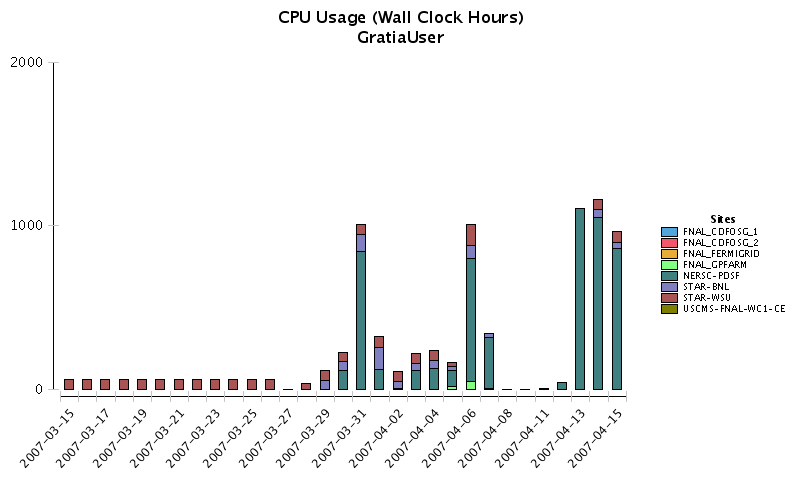 CPU Usage (Wall Clock Hours)
GratiaUser
2000
1000
0
2007-03-15
2007-03-17
2007-03-19
2007-03-21
2007-03-23
2007-03-25
2007-03-27
2007-03-29
2007-03-31
2007-04-02
2007-04-04
2007-04-06
2007-04-08
2007-04-11
2007-04-13
2007-04-15
Sites
FNAL_CDFOSG_1
FNAL_CDFOSG_2
FNAL_FERMIGRID
FNAL_GPFARM
NERSC-PDSF
STAR-BNL
STAR-WSU
USCMS-FNAL-WC1-CE